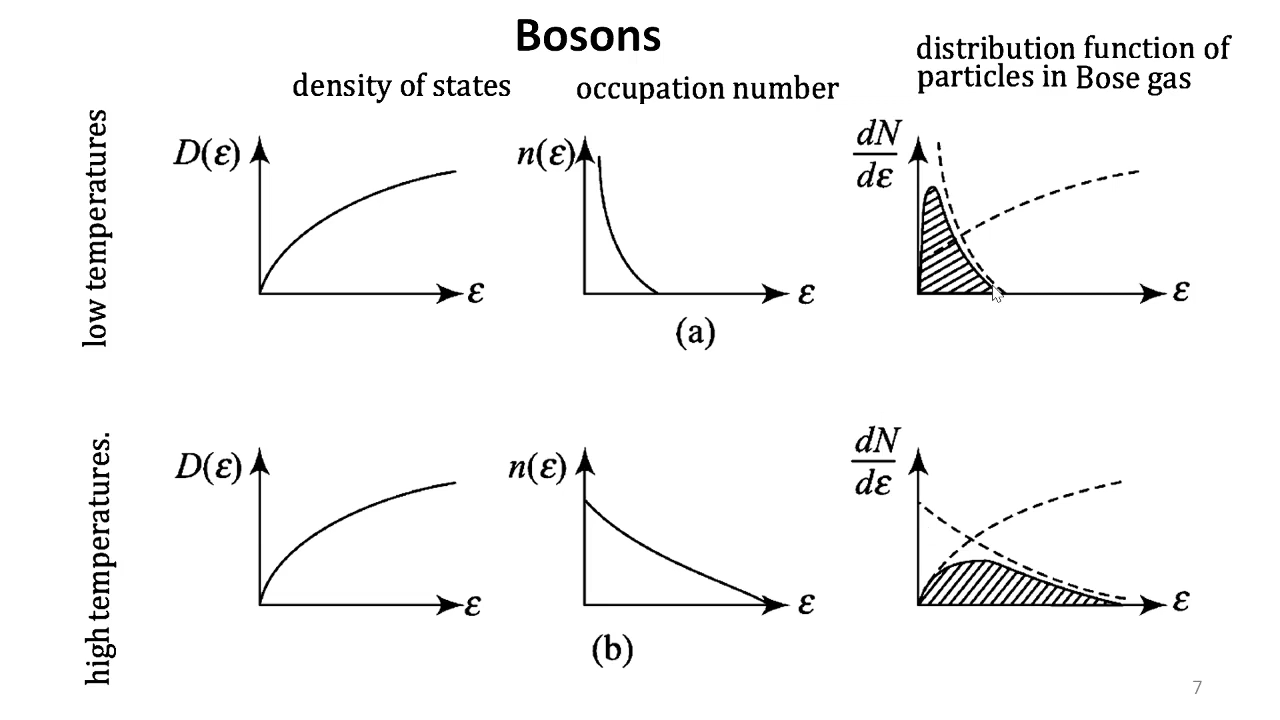 Bosons
density of states
occupation number
distribution function of
particles in Bose gas
low temperatures
D(ε)
ε
n(ε)
ε
dN
dε
ε
(a)
high temperatures.
D(ε)
ε
n(ε)
ε
dN
dε
ε
(b)
7